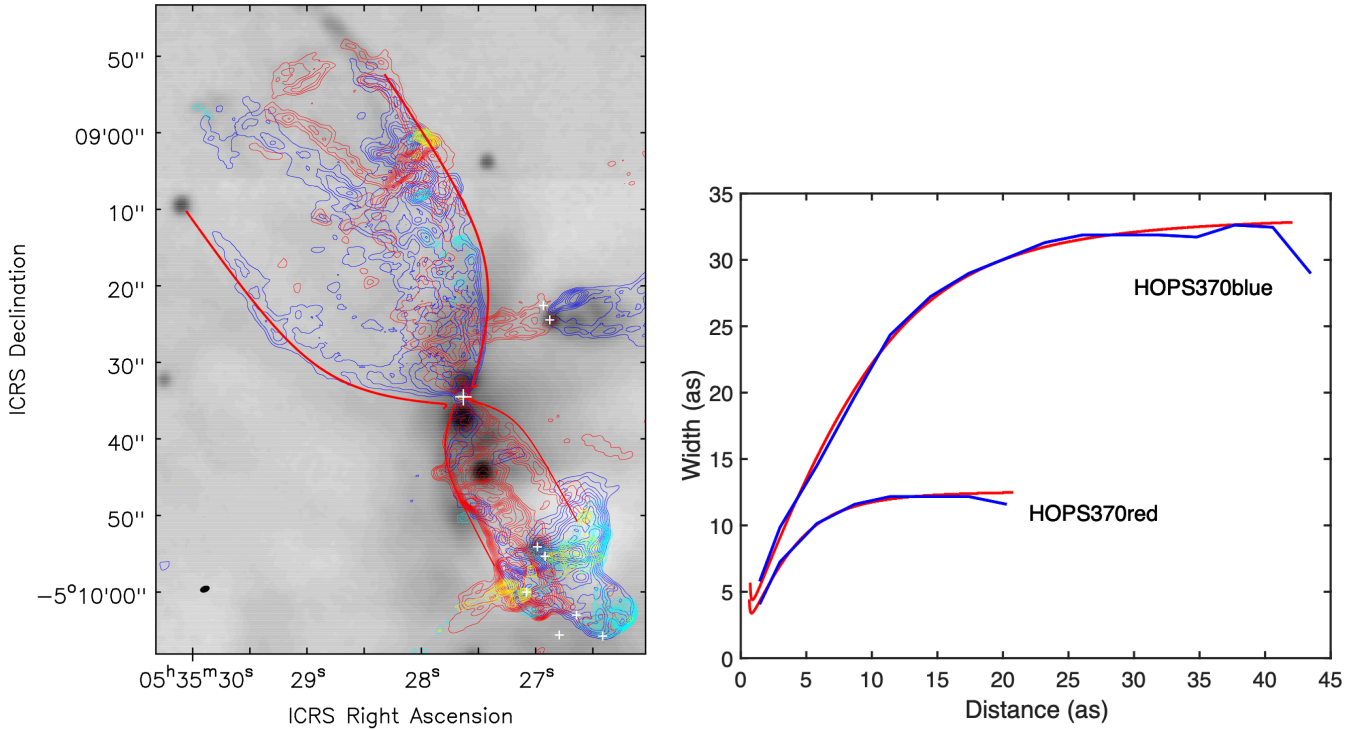 50''
09'00''
10''
20''
30''
40''
50''
−5°10'00''
05ʰ35ᵐ30ˢ
29ˢ
28ˢ
27ˢ
ICRS Declination
ICRS Right Ascension
35
30
25
20
15
10
5
0
0 5 10 15 20 25 30 35 40 45
Width (as)
Distance (as)
HOPS370blue
HOPS370red